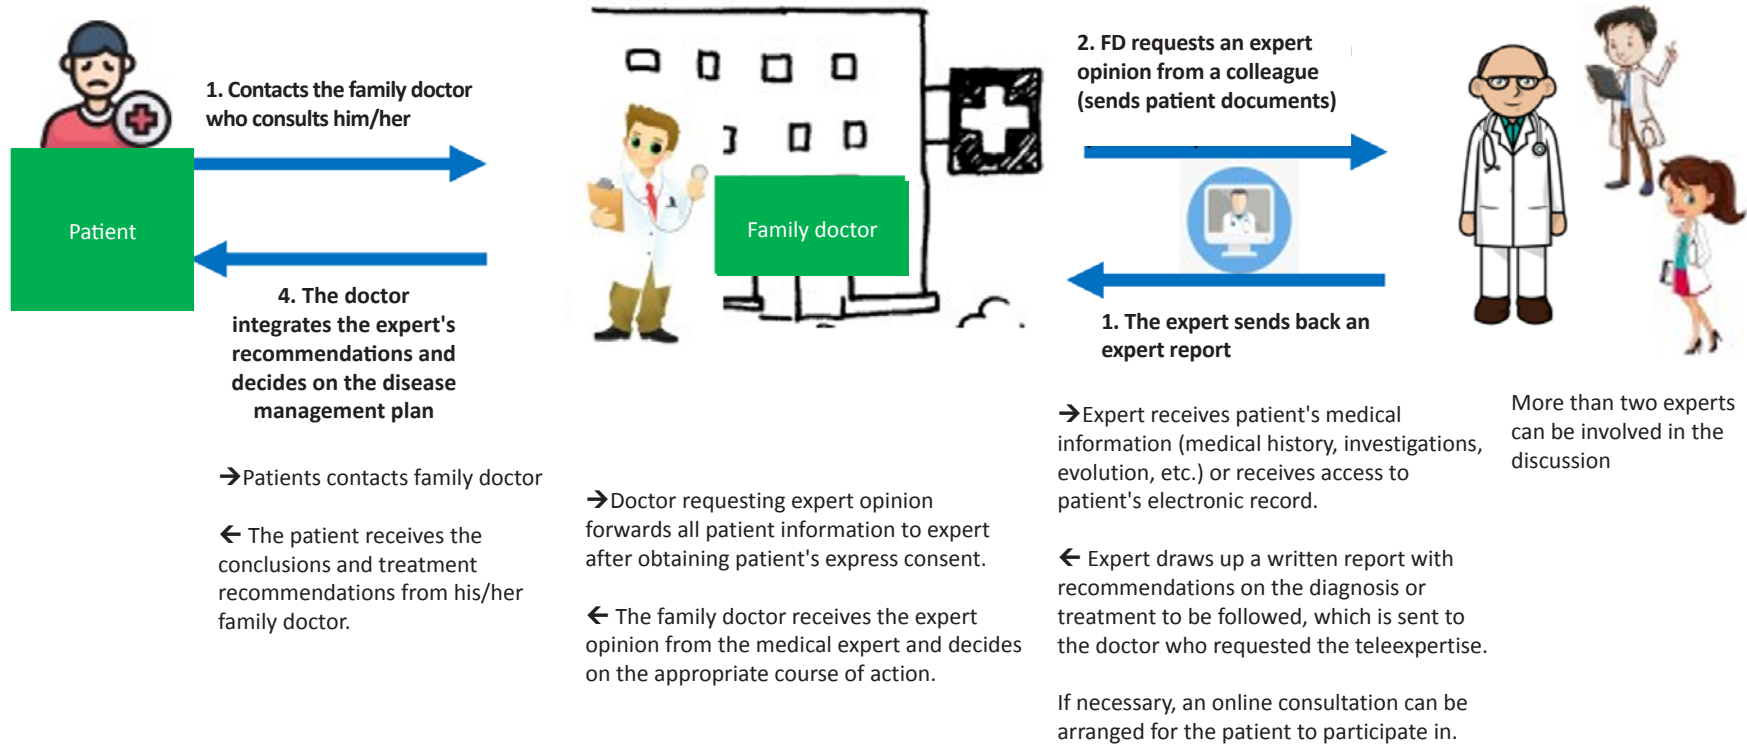 1. Contacts the family doctor
who consults him/her
Patient
4. The doctor
integrates the expert's
recommendations and
decides on the disease
management plan
→Patients contacts family doctor
← The patient receives the
conclusions and treatment
recommendations from his/her
family doctor.
Family doctor
→Doctor requesting expert opinion
forwards all patient information to expert
after obtaining patient's express consent.
← The family doctor receives the expert
opinion from the medical expert and decides
on the appropriate course of action.
2. FD requests an expert
opinion from a colleague
(sends patient documents)
1. The expert sends back an
expert report
→Expert receives patient's medical
information (medical history, investigations,
evolution, etc.) or receives access to
patient's electronic record.
← Expert draws up a written report with
recommendations on the diagnosis or
treatment to be followed, which is sent to
the doctor who requested the teleexpertise.
If necessary, an online consultation can be
arranged for the patient to participate in.
More than two experts
can be involved in the
discussion